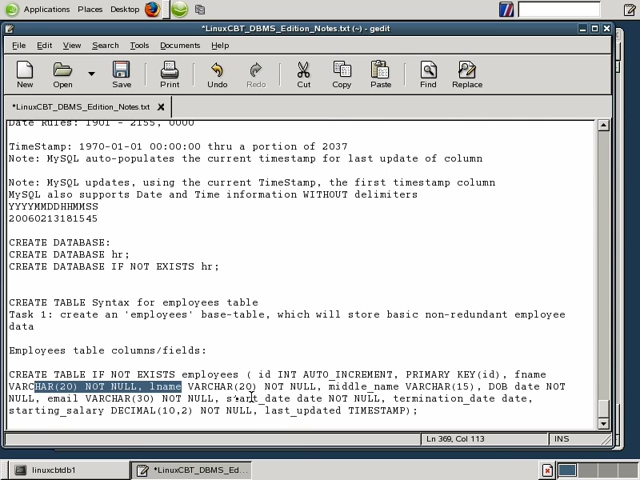 Applications Places Desktop
*LinuxCBT_DBMS_Edition_Notes.txt (~) - gedit
File Edit View Search Tools Documents Help
New Open Save Print Undo Redo Cut Copy Paste Find Replace
*LinuxCBT_DBMS_Edition_Notes.txt
Date Rules: 1901 - 2155, 0000
TimeStamp: 1970-01-01 00:00:00 thru a portion of 2037
Note: MySQL auto-populates the current timestamp for last update of column
Note: MySQL updates, using the current TimeStamp, the first timestamp column
MySQL also supports Date and Time information WITHOUT delimiters
YYYYMMDDHHMMSS
20060213181545
CREATE DATABASE:
CREATE DATABASE hr;
CREATE DATABASE IF NOT EXISTS hr;
CREATE TABLE Syntax for employees table
Task 1: create an 'employees' base-table, which will store basic non-redundant employee
data
Employees table columns/fields:
CREATE TABLE IF NOT EXISTS employees ( id INT AUTO_INCREMENT, PRIMARY KEY(id), fname
VARCHAR(20) NOT NULL, lname VARCHAR(20) NOT NULL, middle_name VARCHAR(15), DOB date NOT
NULL, email VARCHAR(30) NOT NULL, start_date date NOT NULL, termination_date date,
starting_salary DECIMAL(10,2) NOT NULL, last_updated TIMESTAMP);
Ln 369, Col 113 INS
linuxcbtdb1 *LinuxCBT_DBMS_Ed...